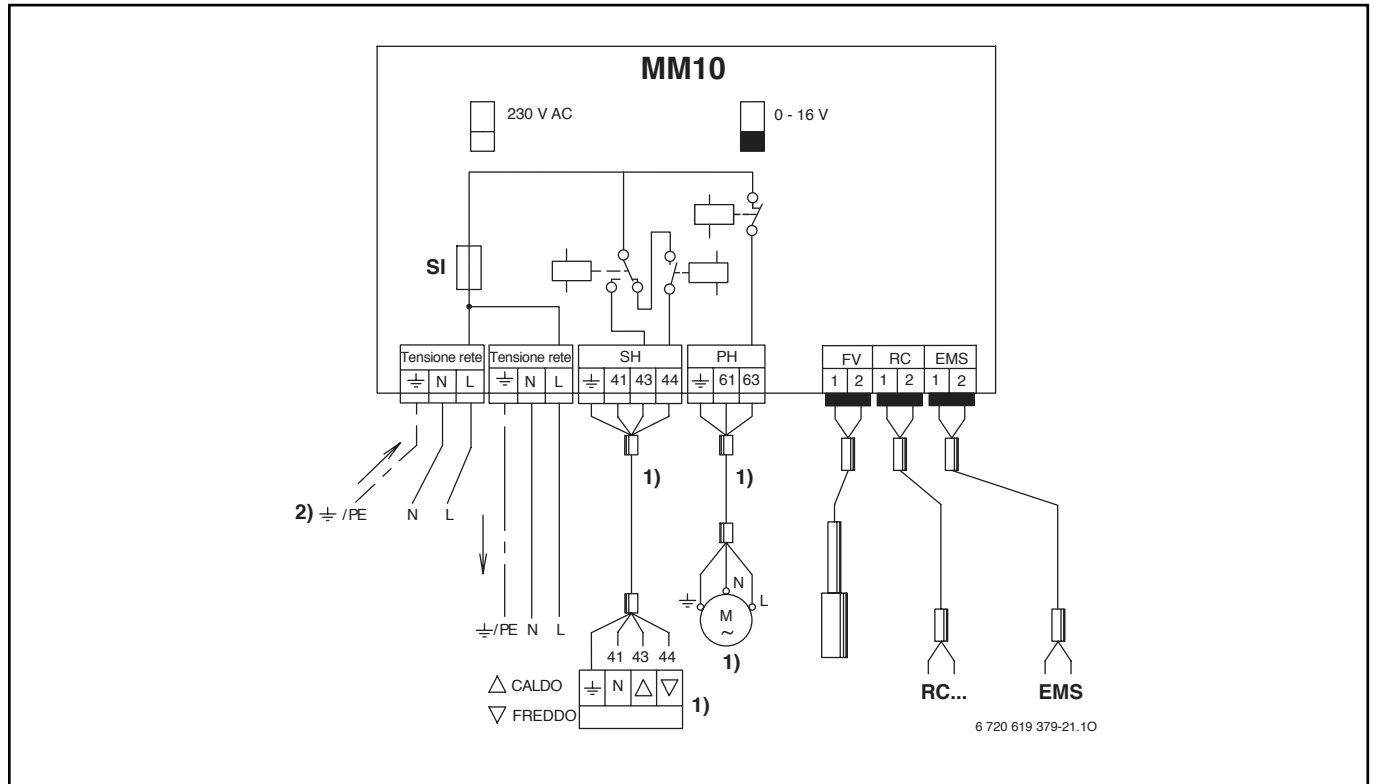 MM10
230 V AC
0 - 16 V
SI
Tensione rete Tensione rete SH PH FV RC EMS
⏚ N L ⏚ N L ⏚ 41 43 44 ⏚ 61 63 1 2 1 2 1 2
1) 1)
2) ⏚ /PE N L
⏚/PE N L
⏚ N L
M
~
1)
41 43 44
△ CALDO
▽ FREDDO
⏚ N △ ▽
1)
RC... EMS
6 720 619 379-21.1O